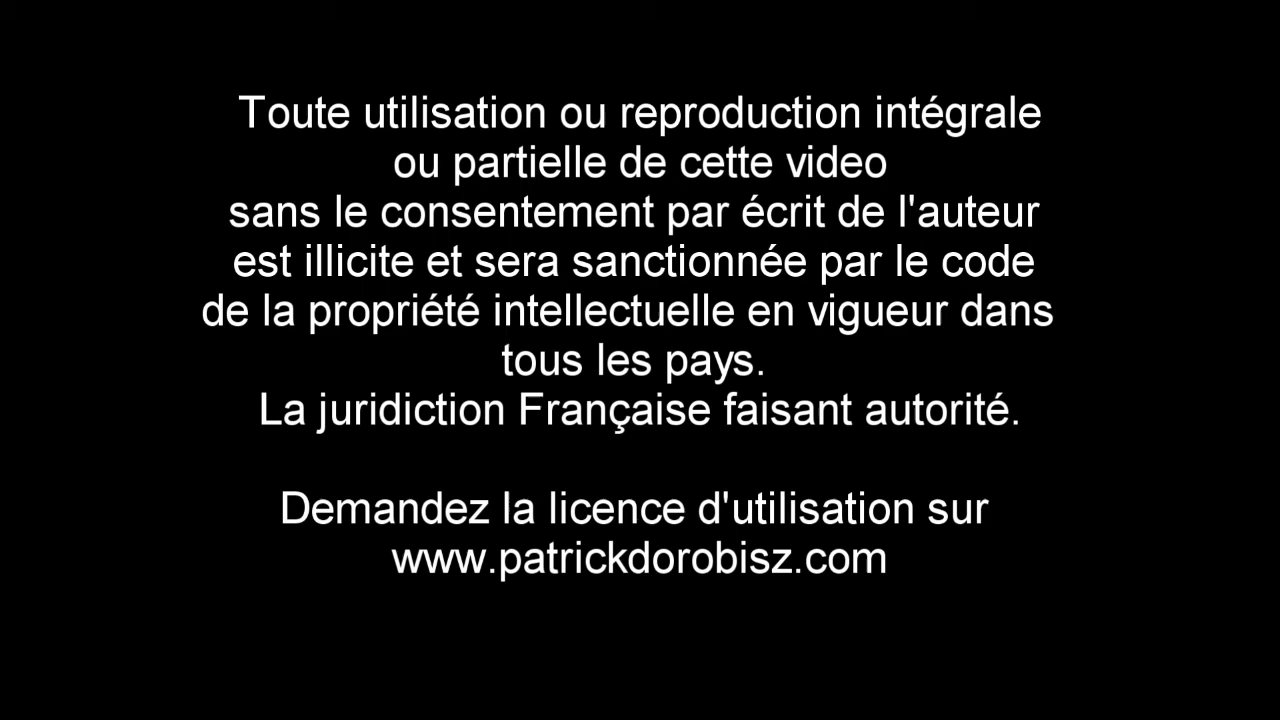 Toute utilisation ou reproduction intégrale
ou partielle de cette video
sans le consentement par écrit de l'auteur
est illicite et sera sanctionnée par le code
de la propriété intellectuelle en vigueur dans
tous les pays.
La juridiction Française faisant autorité.
Demandez la licence d'utilisation sur
www.patrickdorobisz.com